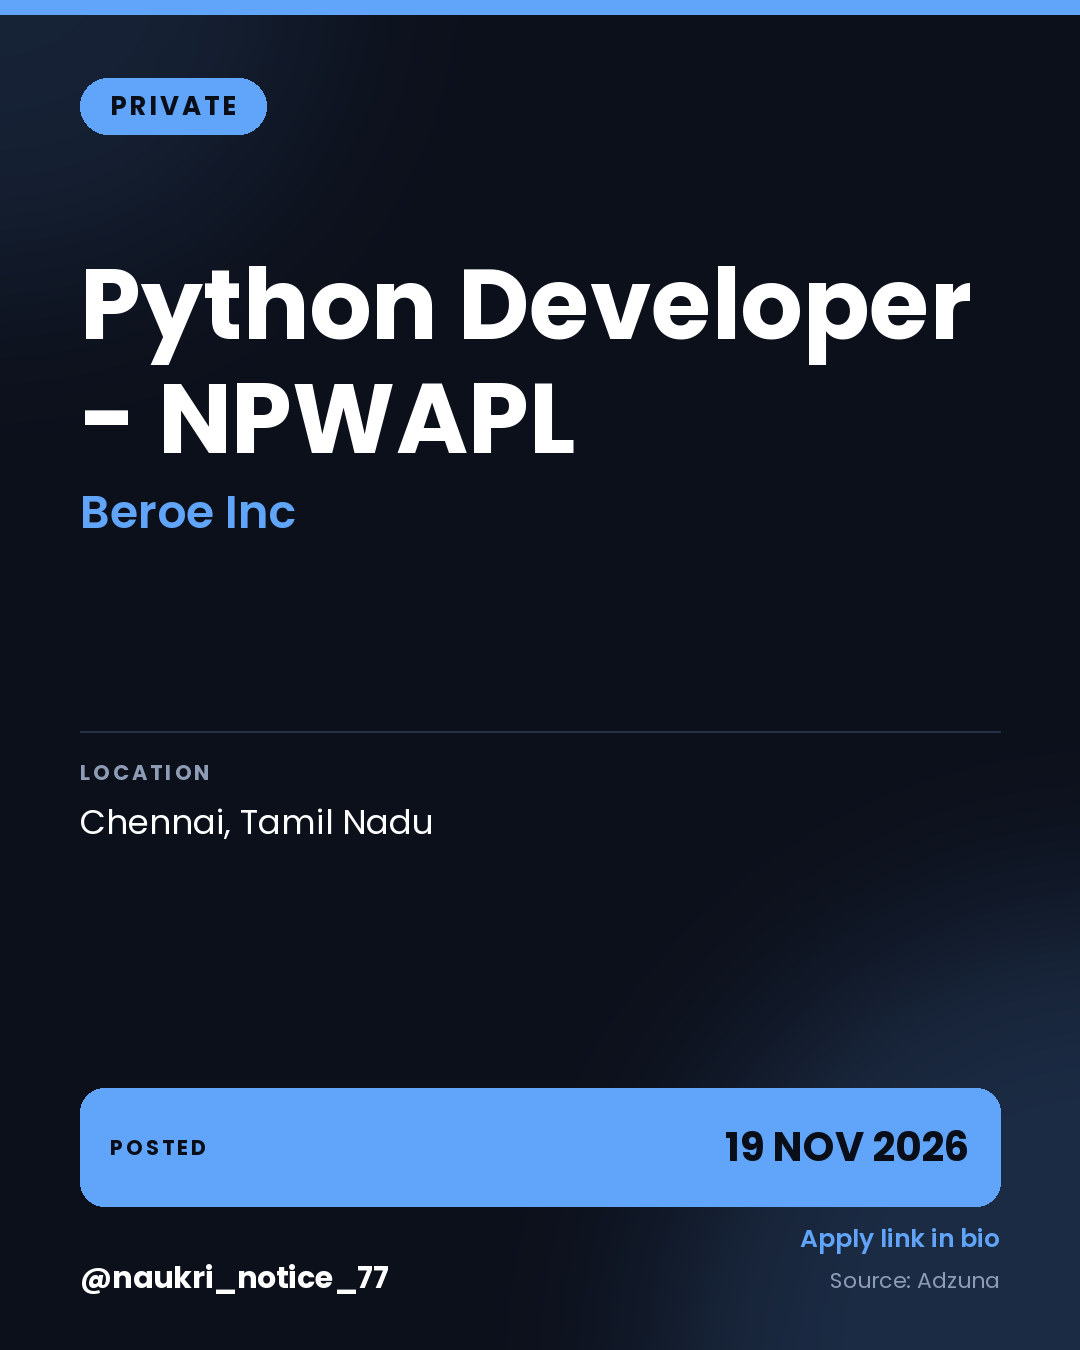 PRIVATE
Python Developer
- NPWAPL
Beroe Inc
LOCATION
Chennai, Tamil Nadu
POSTED
19 NOV 2026
Apply link in bio
@naukri_notice_77
Source: Adzuna